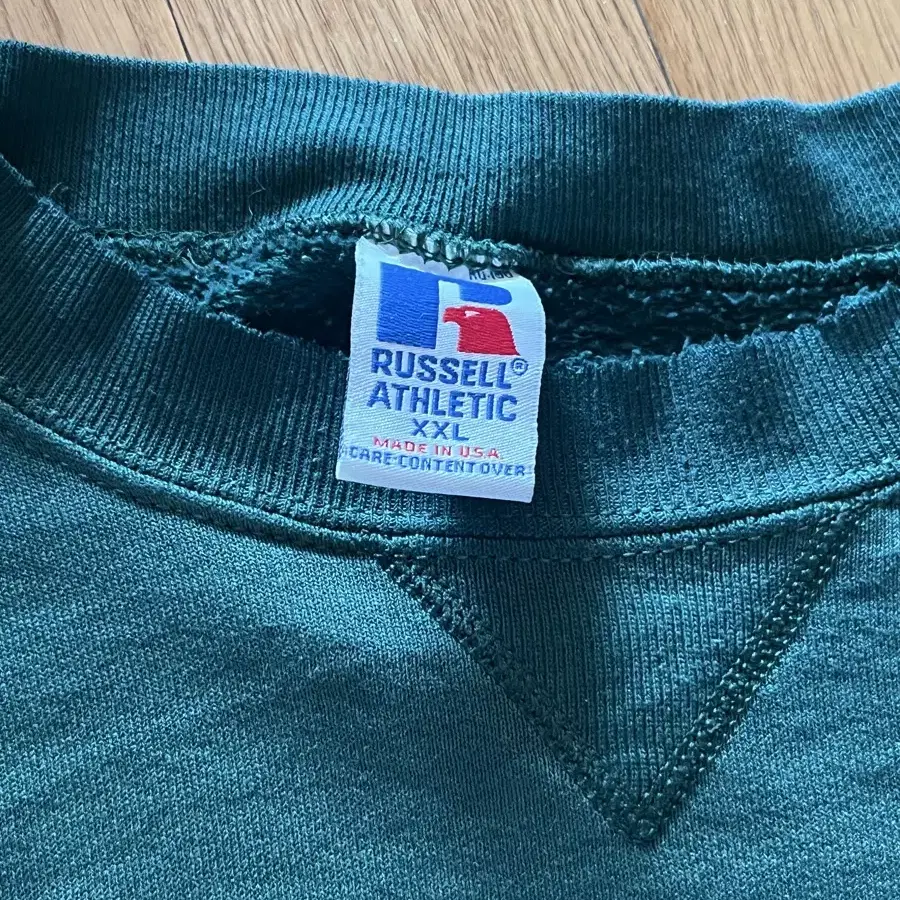 RUSSELL®
ATHLETIC
XXL
MADE IN U.S.A
CARE-CONTENT OVER